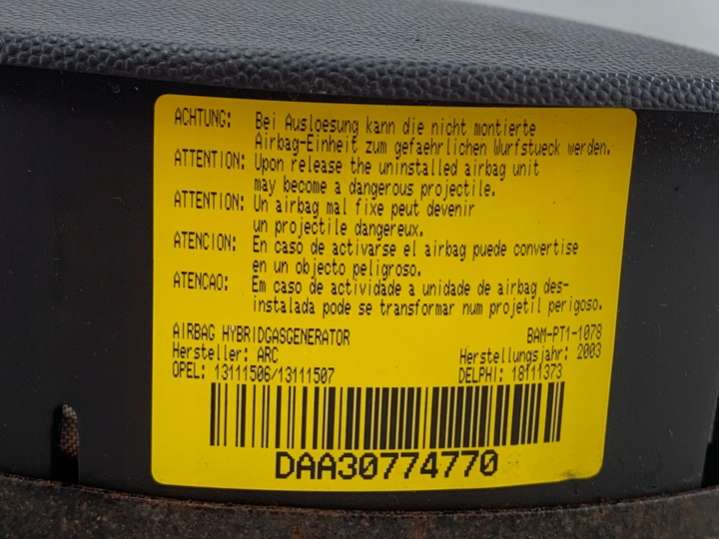 ACHTUNG: Bei Ausloesung kann die nicht montierte
Airbag-Einheit zum gefaehrlichen Wurfstueck werden.
ATTENTION: Upon release the uninstalled airbag unit
may become a dangerous projectile.
ATTENTION: Un airbag mal fixe peut devenir
un projectile dangereux.
ATENCION: En caso de activarse el airbag puede convertise
en un objecto peligroso.
ATENCAO: Em caso de actividade a unidade de airbag des-
instalada pode se transformar num projetil perigoso.
AIRBAG HYBRIDGASGENERATOR BAM-PT1-1078
Hersteller: ARC Herstellungsjahr: 2003
OPEL: 13111506/13111507 DELPHI: 18111373
DAA30774770